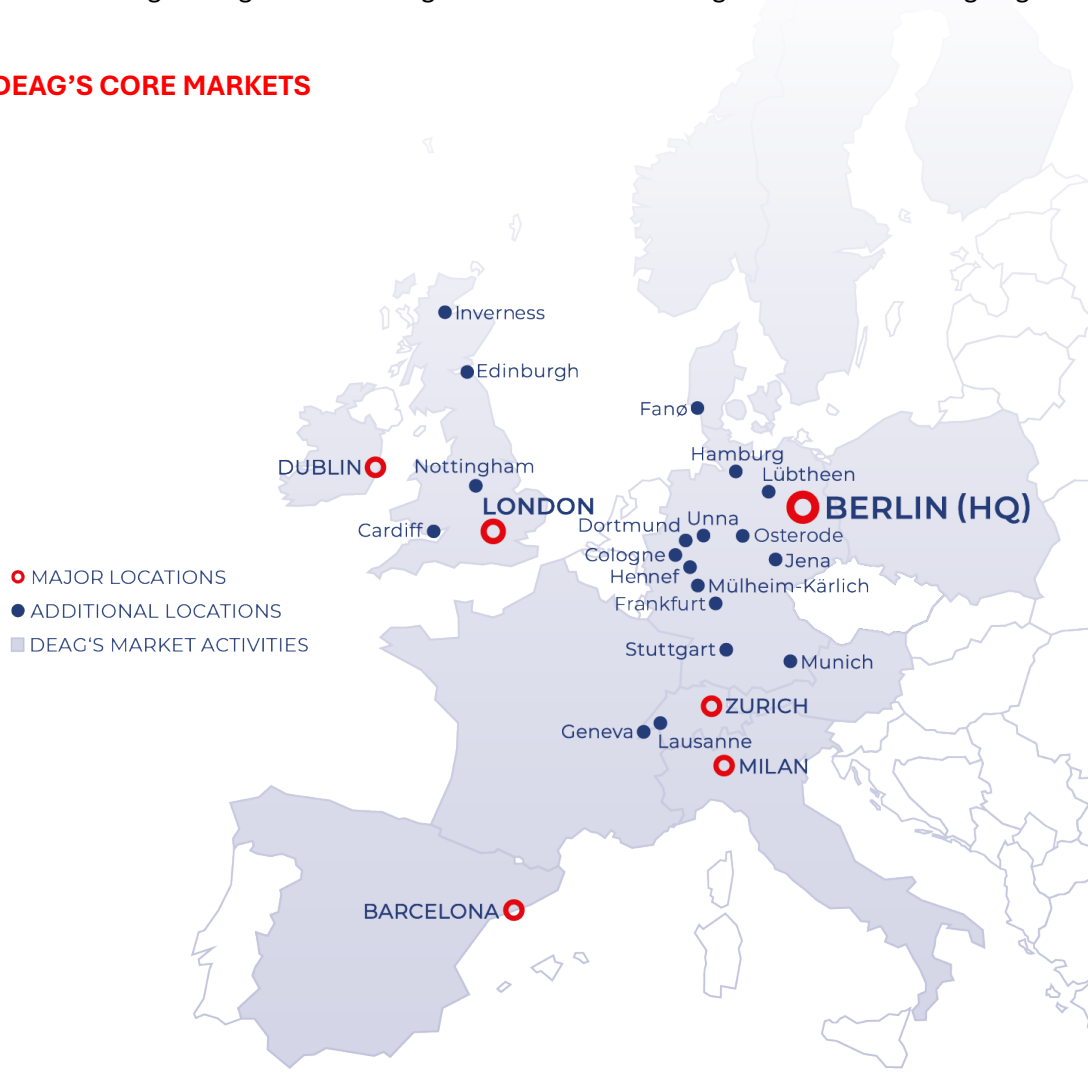 DEAG’S CORE MARKETS
Inverness
Edinburgh
Fanø
Hamburg
DUBLIN
Nottingham
Lübtheen
LONDON
BERLIN (HQ)
Dortmund
Unna
Cardiff
Osterode
Cologne
Jena
Hennef
MAJOR LOCATIONS
Mülheim-Kärlich
Frankfurt
ADDITIONAL LOCATIONS
DEAG‘S MARKET ACTIVITIES
Stuttgart
Munich
ZURICH
Geneva
Lausanne
MILAN
BARCELONA